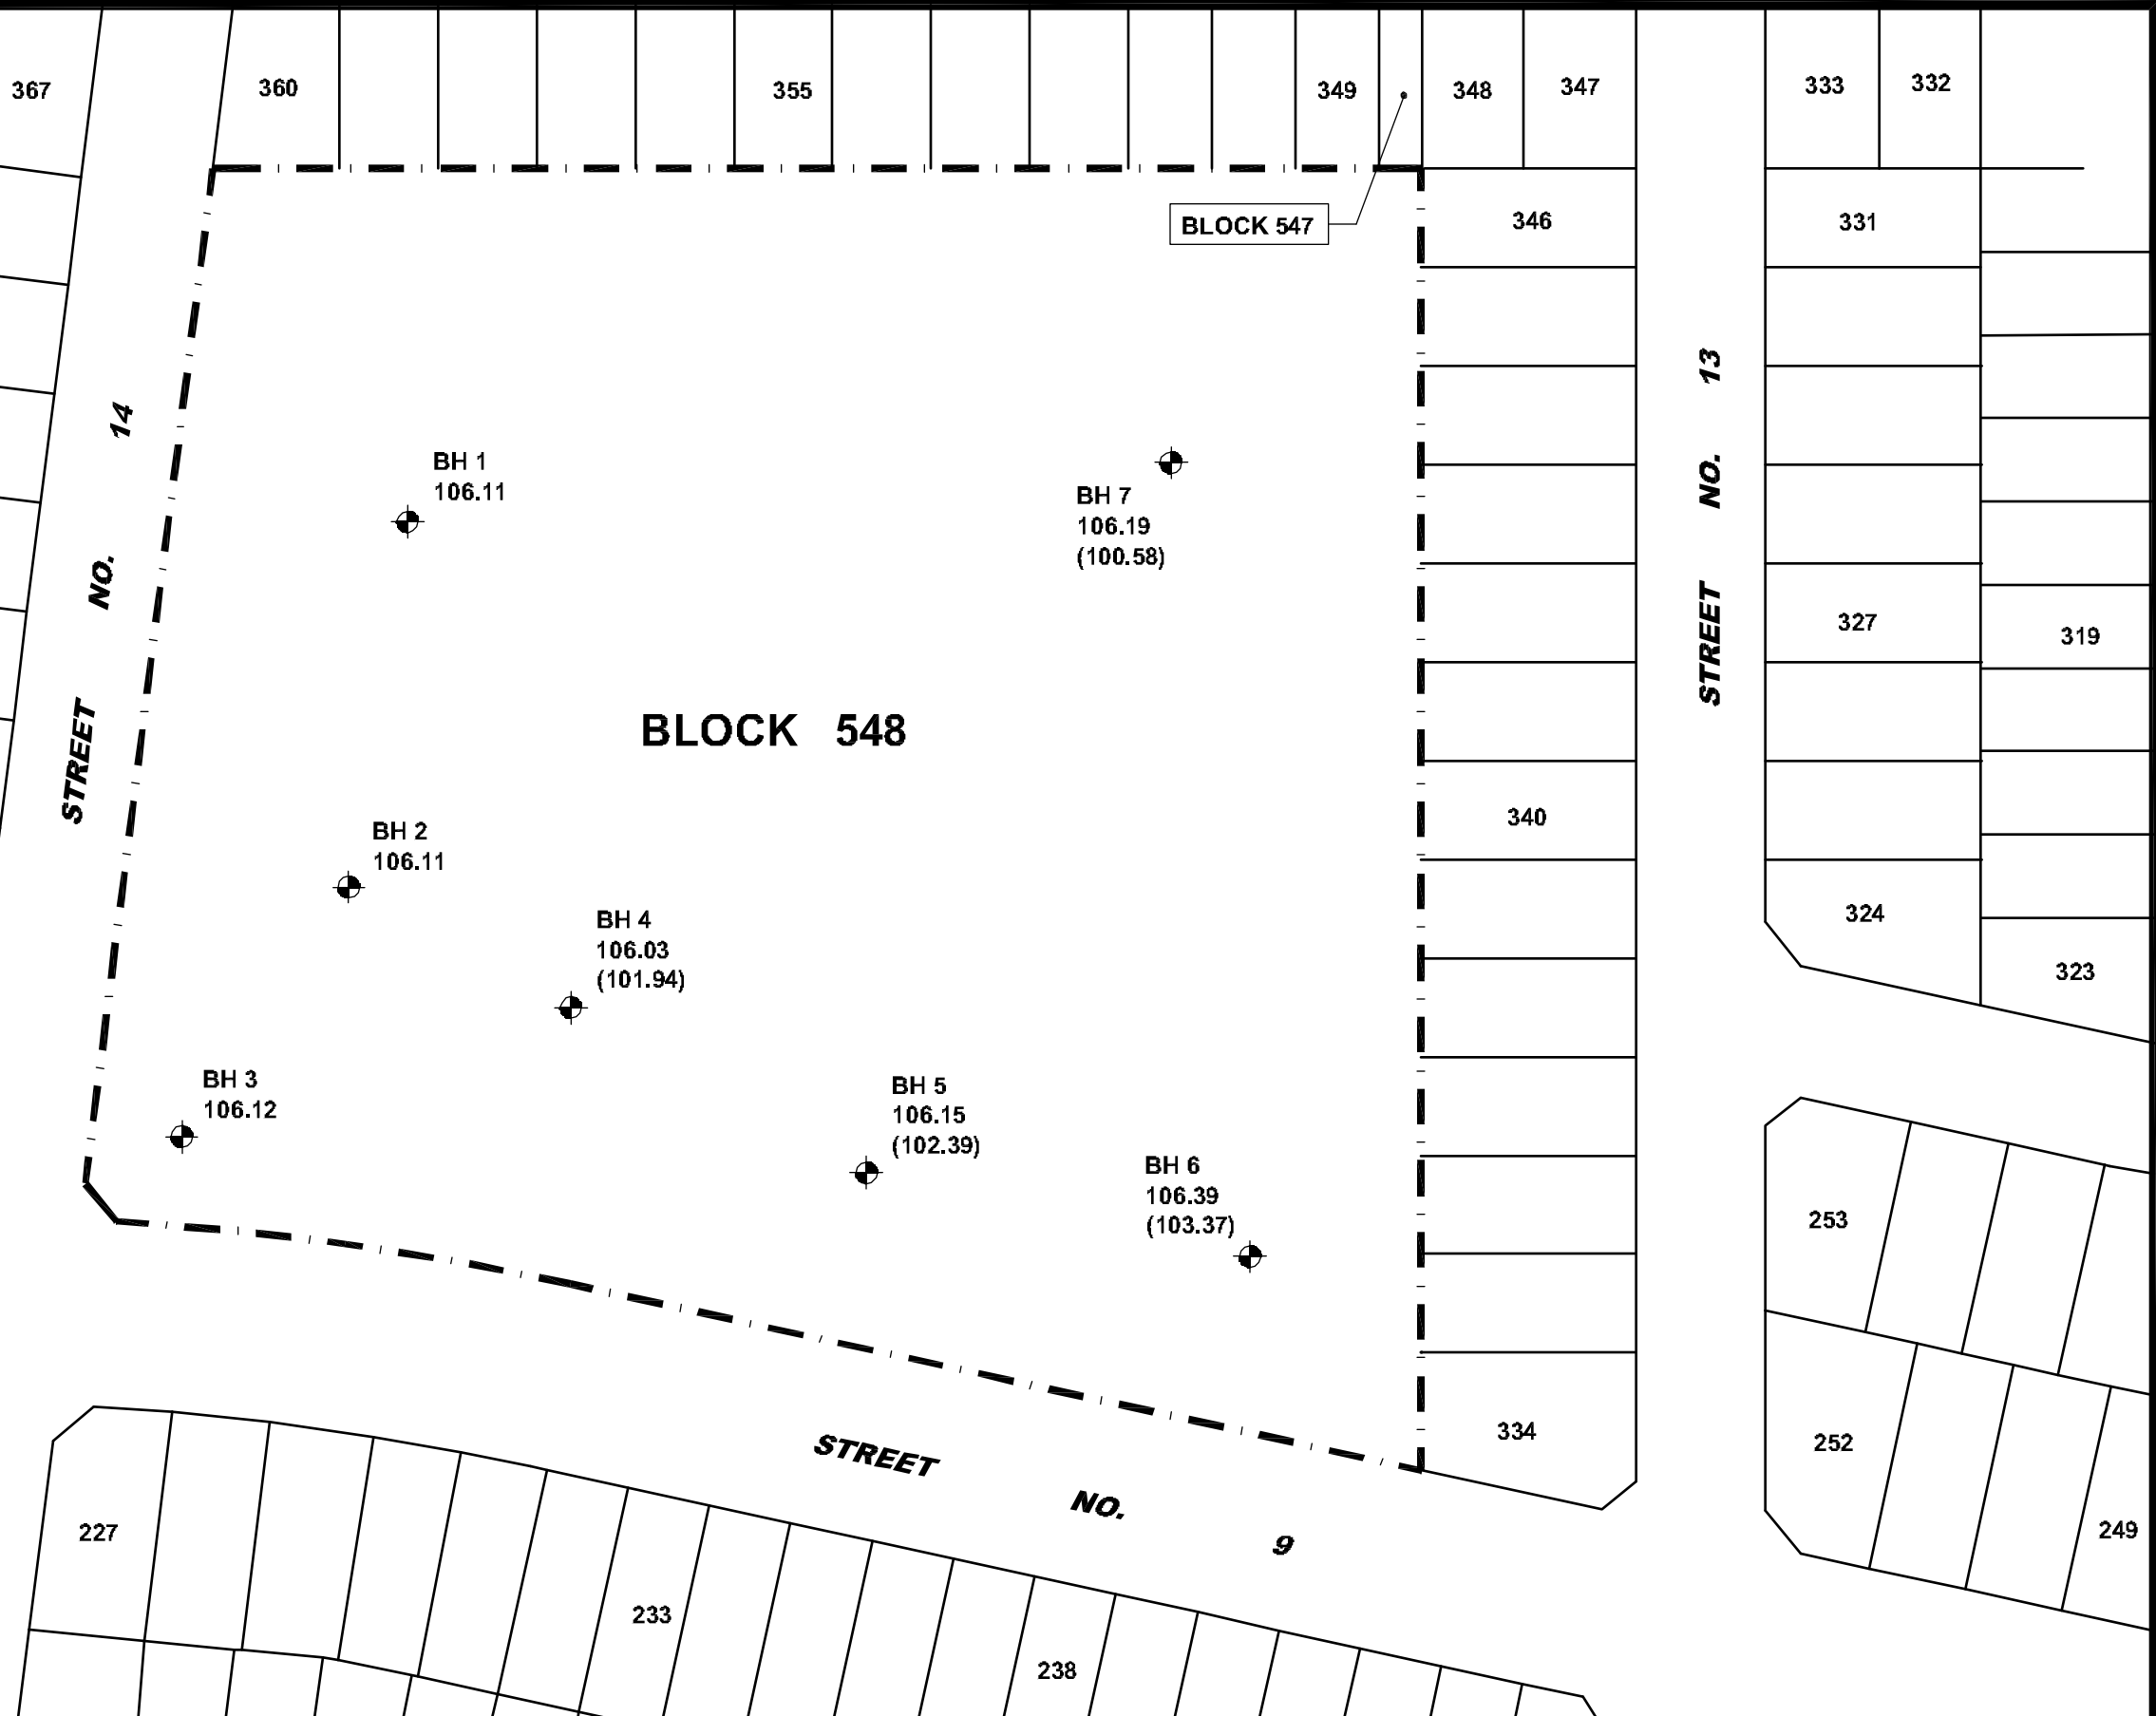 367
360
355
349
348
347
333
332
BLOCK 547
346
331
STREET NO. 14
STREET NO. 13
BH 1
106.11
BH 7
106.19
(100.58)
327
319
BLOCK 548
340
BH 2
106.11
BH 4
106.03
(101.94)
324
323
BH 3
106.12
BH 5
106.15
(102.39)
BH 6
106.39
(103.37)
253
252
334
STREET NO. 9
227
249
233
238